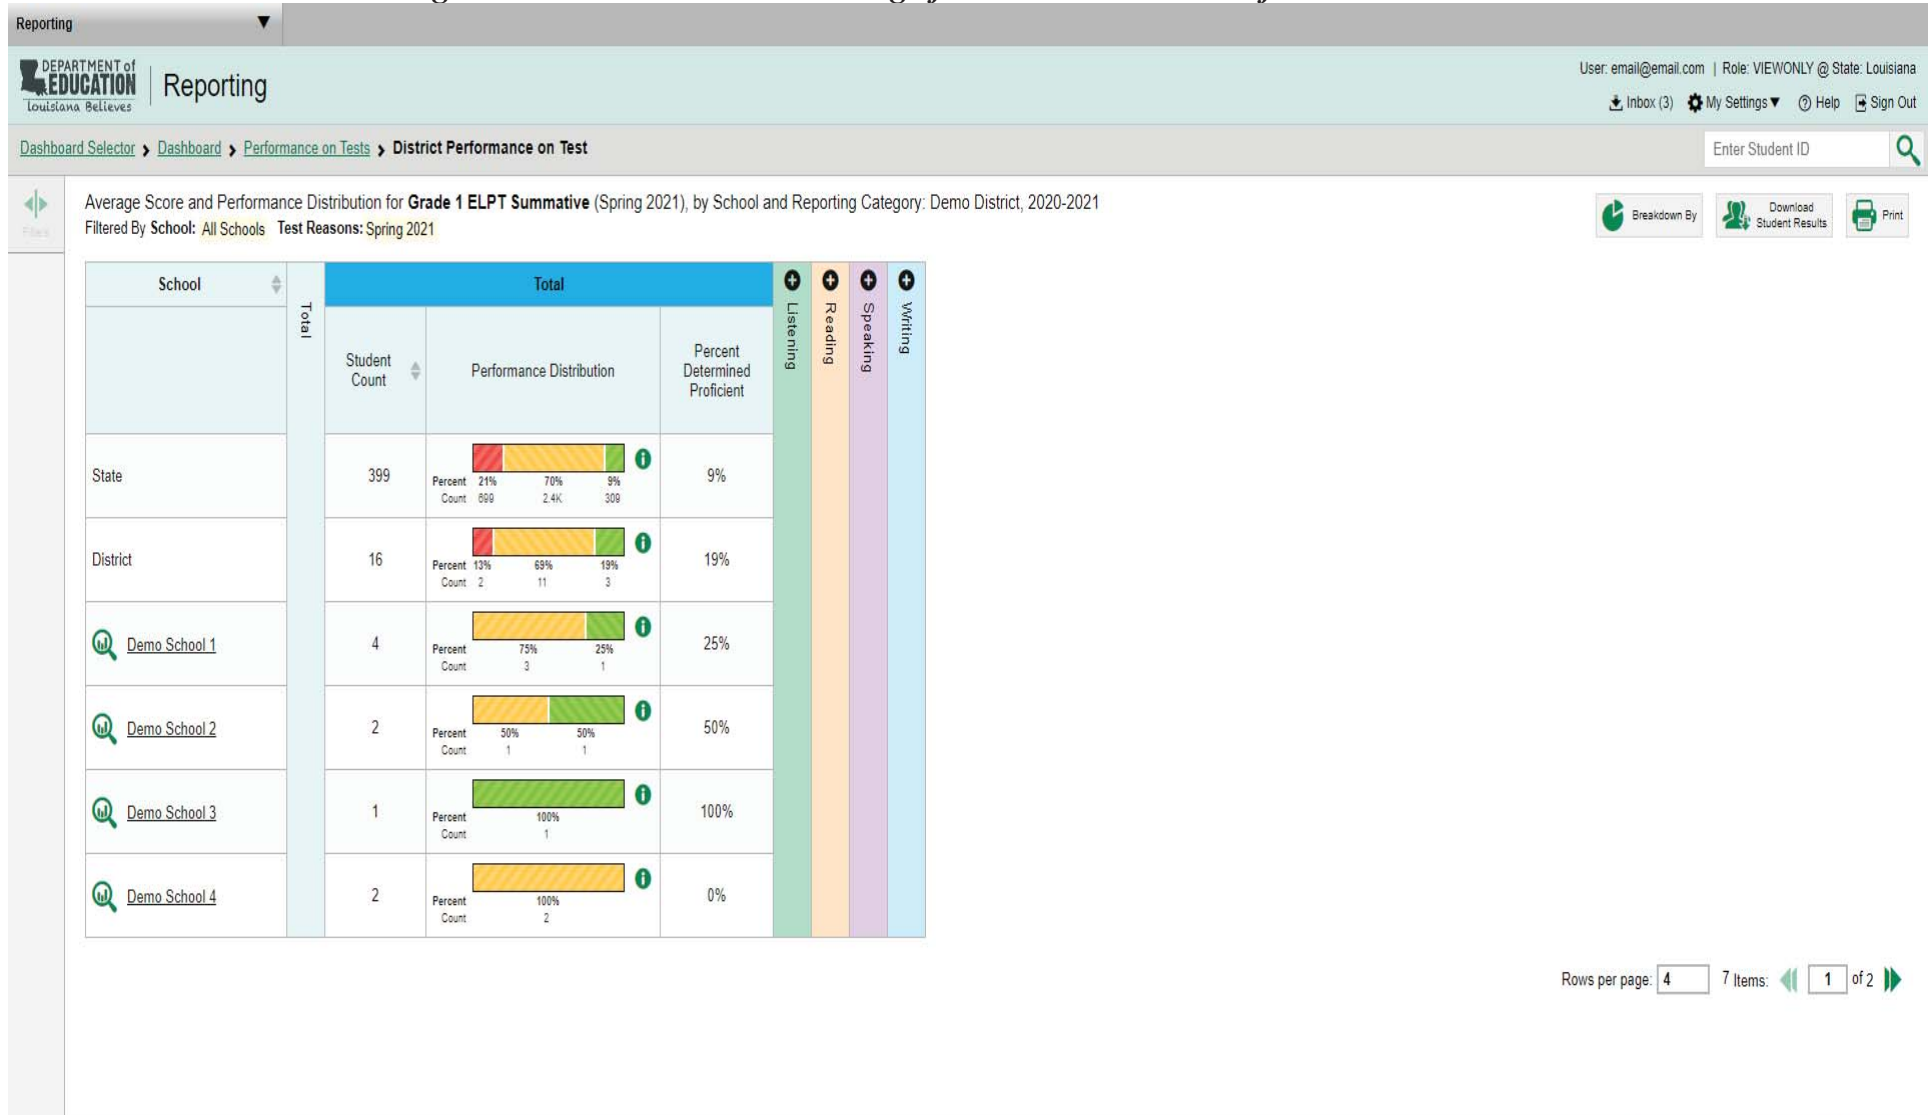 Reporting ▼
DEPARTMENT of
EDUCATION
Louisiana Believes
Reporting
User: email@email.com | Role: VIEWONLY @ State: Louisiana
Inbox (3) My Settings▼ Help Sign Out
Dashboard Selector › Dashboard › Performance on Tests › District Performance on Test
Enter Student ID
Filters
Average Score and Performance Distribution for Grade 1 ELPT Summative (Spring 2021), by School and Reporting Category: Demo District, 2020-2021
Filtered By School: All Schools Test Reasons: Spring 2021
Breakdown By
Download
Student Results
Print
School
Total
Total
Listening
Reading
Speaking
Writing
Student
Count
Performance Distribution
Percent
Determined
Proficient
State 399 9%
Percent 21% 70% 9%
Count 699 2.4K 309
District 16 19%
Percent 13% 69% 19%
Count 2 11 3
Demo School 1 4 25%
Percent 75% 25%
Count 3 1
Demo School 2 2 50%
Percent 50% 50%
Count 1 1
Demo School 3 1 100%
Percent 100%
Count 1
Demo School 4 2 0%
Percent 100%
Count 2
Rows per page: 4 7 Items: 1 of 2